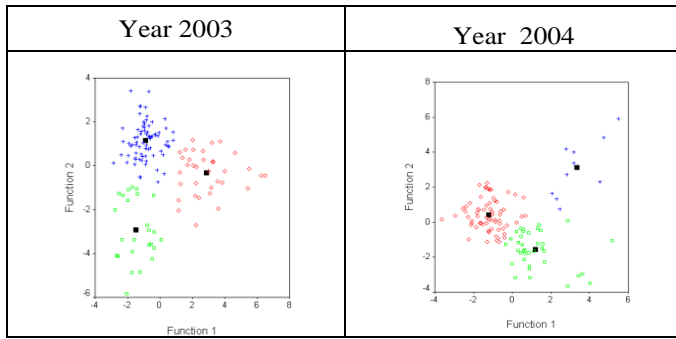 Year 2003
4
2
0
-2
-4
-6
Function 2
-4 -2 0 2 4 6 8
Function 1
Year 2004
8
6
4
2
0
-2
-4
Function 2
-4 -2 0 2 4 6
Function 1